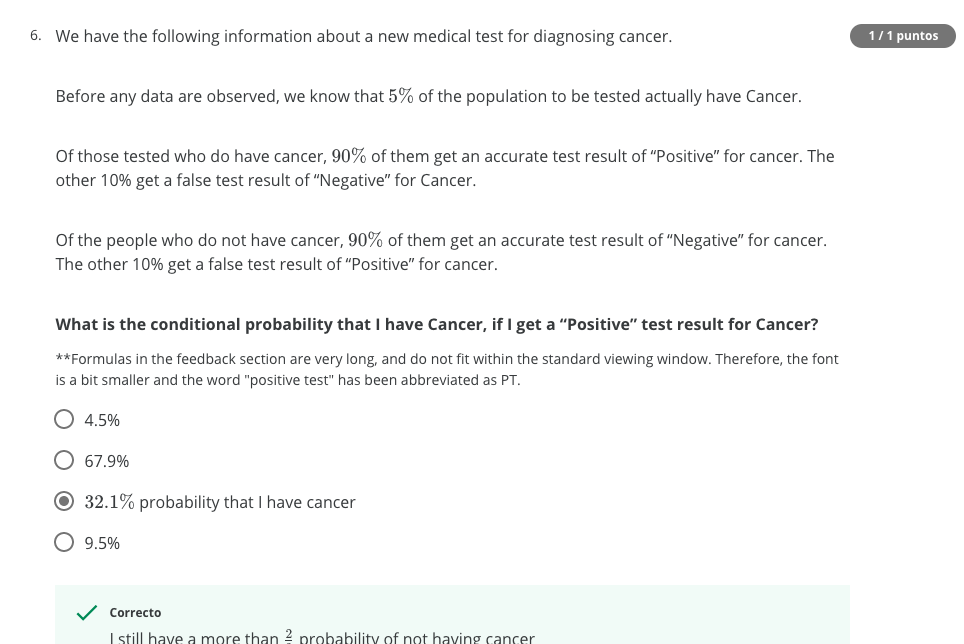 6. We have the following information about a new medical test for diagnosing cancer.
1 / 1 puntos
Before any data are observed, we know that 5% of the population to be tested actually have Cancer.
Of those tested who do have cancer, 90% of them get an accurate test result of “Positive” for cancer. The
other 10% get a false test result of “Negative” for Cancer.
Of the people who do not have cancer, 90% of them get an accurate test result of “Negative” for cancer.
The other 10% get a false test result of “Positive” for cancer.
What is the conditional probability that I have Cancer, if I get a “Positive” test result for Cancer?
**Formulas in the feedback section are very long, and do not fit within the standard viewing window. Therefore, the font
is a bit smaller and the word "positive test" has been abbreviated as PT.
4.5%
67.9%
32.1% probability that I have cancer
9.5%
Correcto
I still have a more than 2 probability of not having cancer